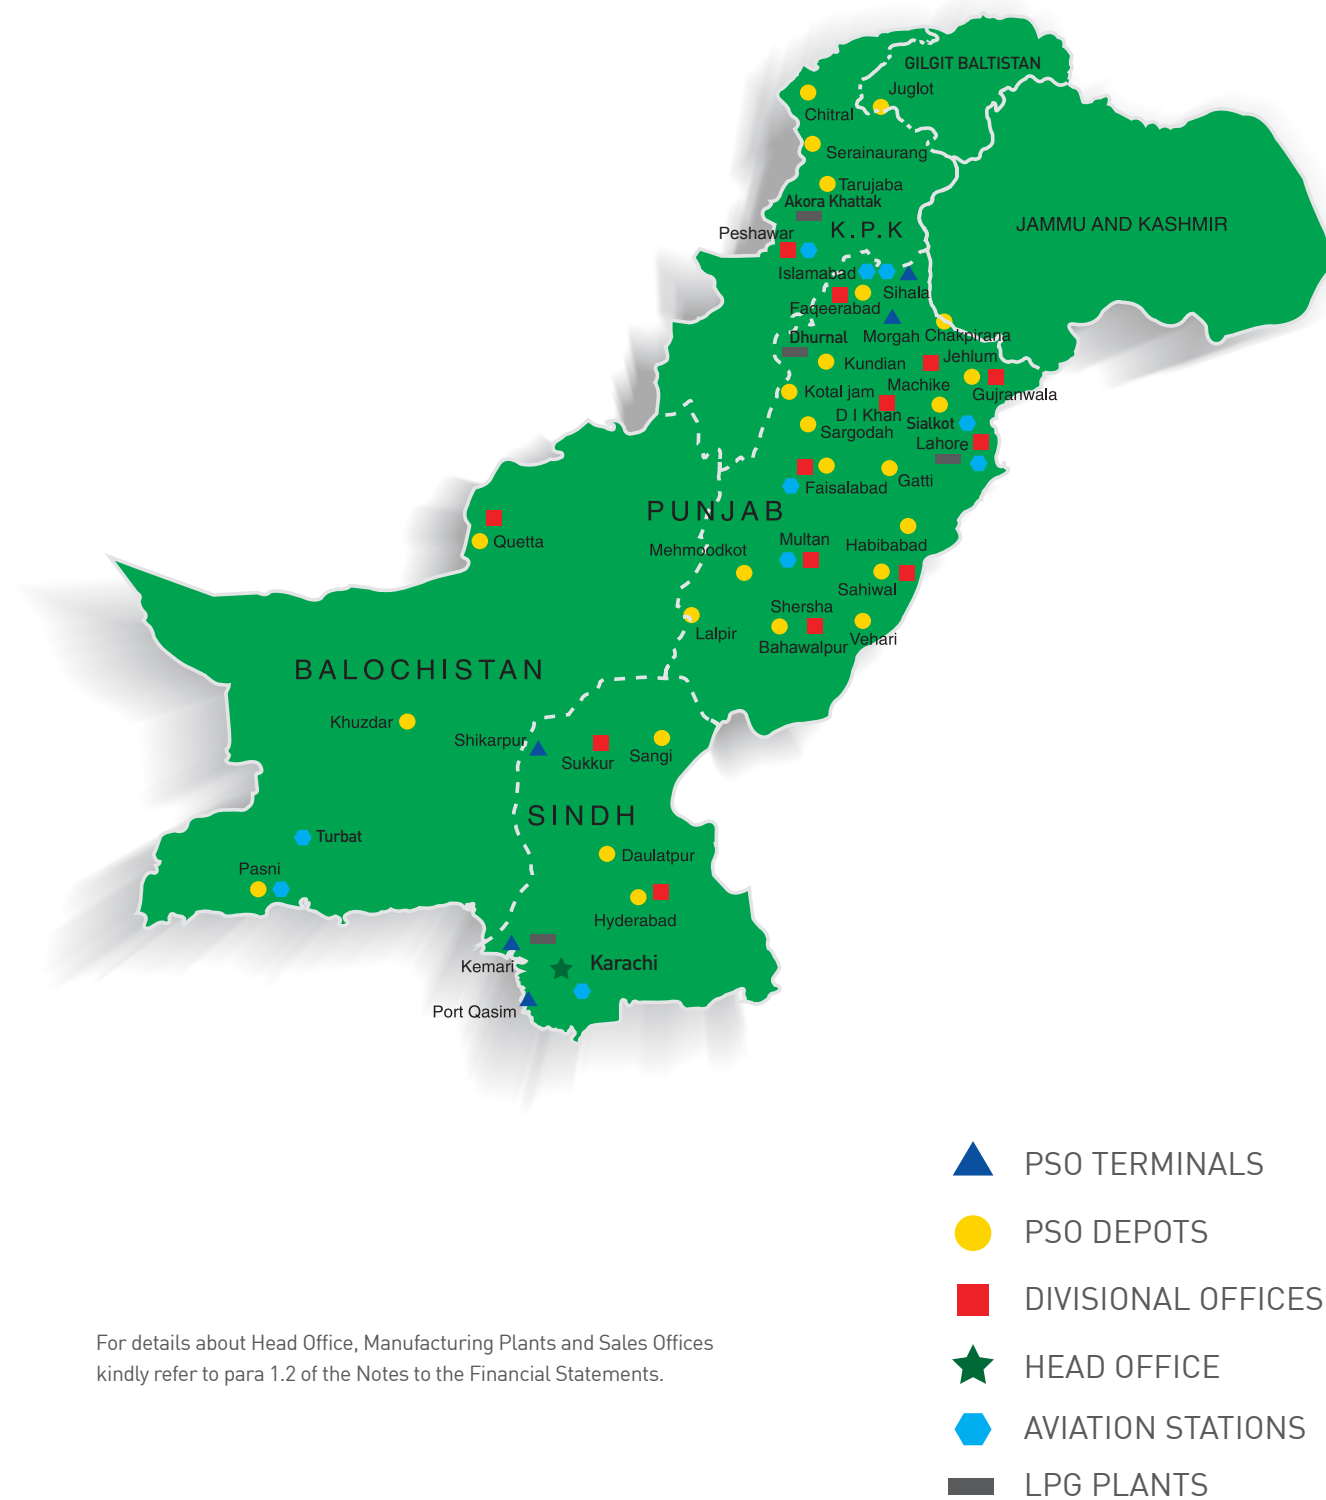 GILGIT BALTISTAN
Juglot
Chitral
Serainaurang
Tarujaba
Akora Khattak
JAMMU AND KASHMIR
K.P.K
Peshawar
Islamabad
Sihala
Faqeerabad
Dhurnal
Morgah
Chakpirana
Jehlum
Kundian
Machike
Kotal jam
Gujranwala
D I Khan
Sialkot
Sargodah
Lahore
Gatti
Faisalabad
PUNJAB
Quetta
Multan
Habibabad
Mehmoodkot
Sahiwal
Shersha
Lalpir
Vehari
Bahawalpur
BALOCHISTAN
Khuzdar
Shikarpur
Sangi
Sukkur
SINDH
Turbat
Daulatpur
Pasni
Hyderabad
Karachi
Kemari
Port Qasim
PSO TERMINALS
PSO DEPOTS
DIVISIONAL OFFICES
HEAD OFFICE
AVIATION STATIONS
LPG PLANTS
For details about Head Office, Manufacturing Plants and Sales Offices
kindly refer to para 1.2 of the Notes to the Financial Statements.